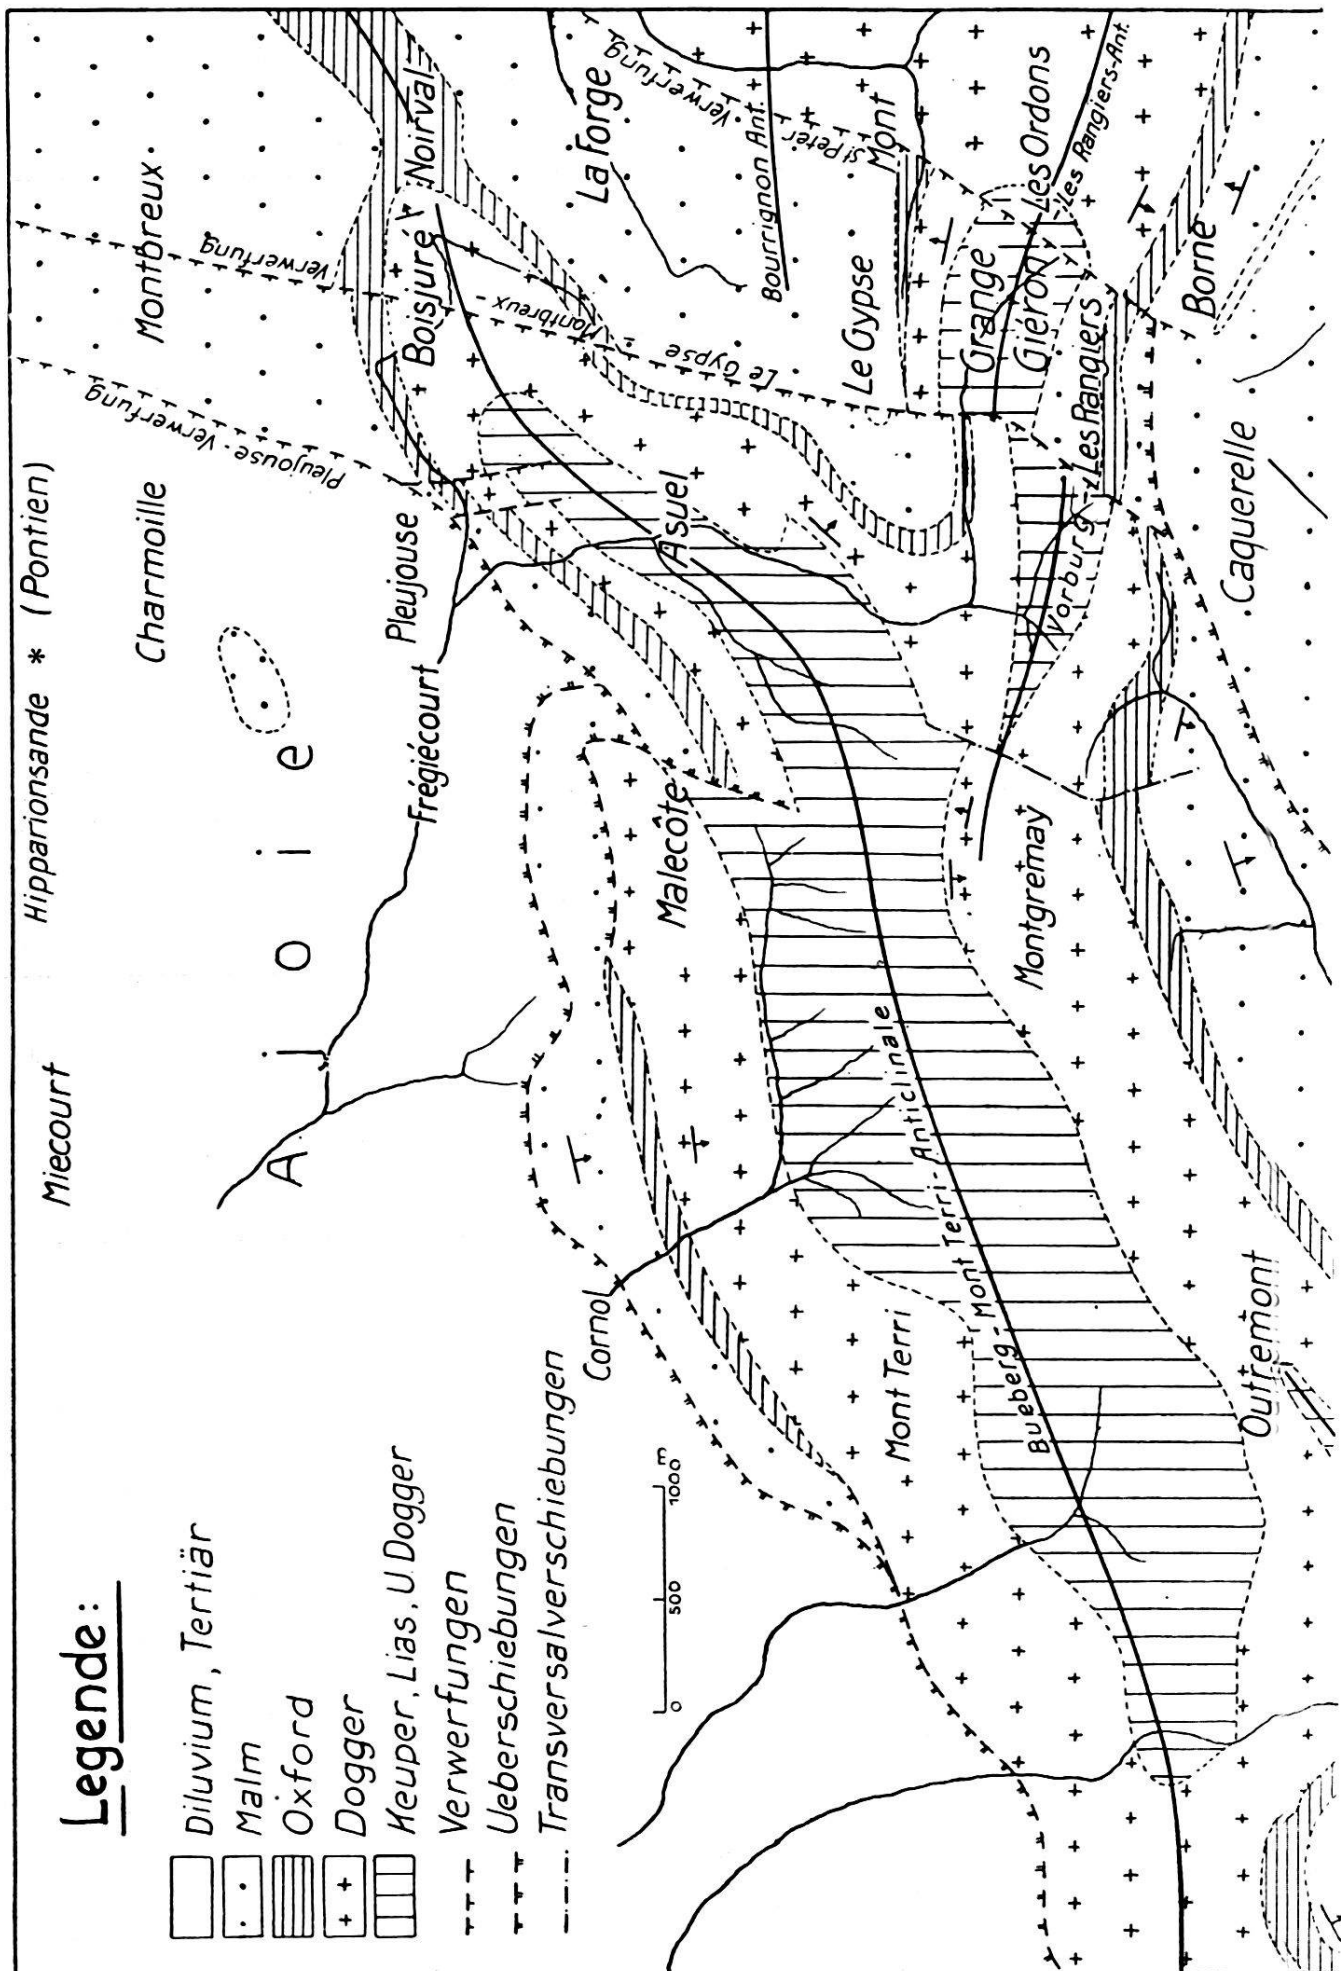 Hipparionsande * (Pontien)
Miecourt
Charmoille
Montbreux
Verwerfung
Pleujouse - Verwerfung
Ajoie
Frégiécourt
Pleujouse
Boisjure
Noirval
La Forge
Verwerfung
St Peter
Montbreux -
Le Gypse
Bourrignon Ant.
Asuel
Malecôte
Cornol
Mont Terri
Bueberg - Mont Terri - Anticlinale
Le Gypse
Mont
Grange
Giéron
Les Ordons
Les Rangiers-Ant.
Vorburg -
Les Rangiers
Borne
Montgremay
Caquerelle
Outremont
Legende:
Diluvium, Tertiär
Malm
Oxford
Dogger
Keuper, Lias, U. Dogger
Verwerfungen
Ueberschiebungen
Transversalverschiebungen
0 500 1000 m